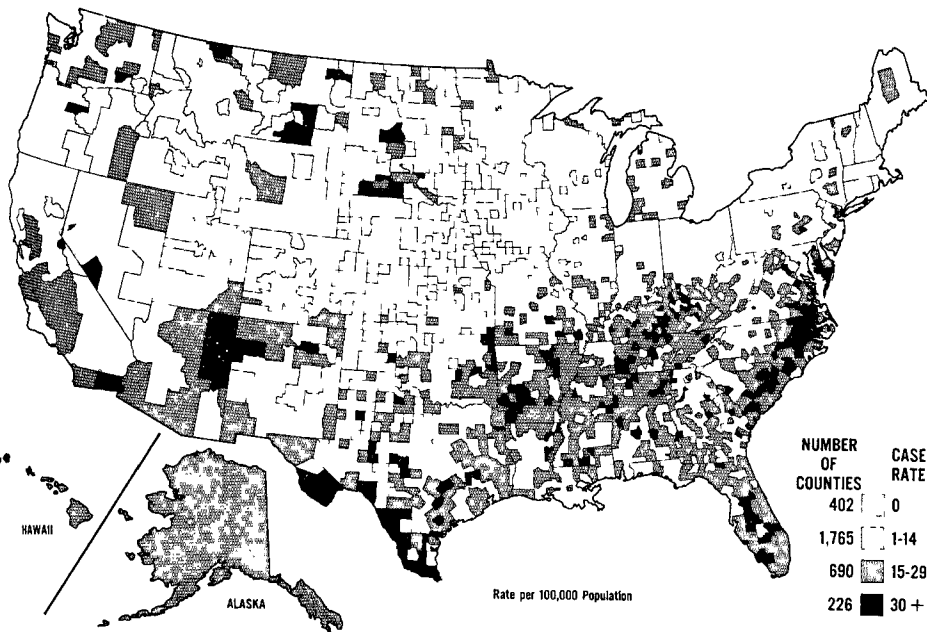 NUMBER OF COUNTIES
CASE RATE
402 0
1,765 1-14
690 15-29
226 30 +
HAWAII
ALASKA
Rate per 100,000 Population